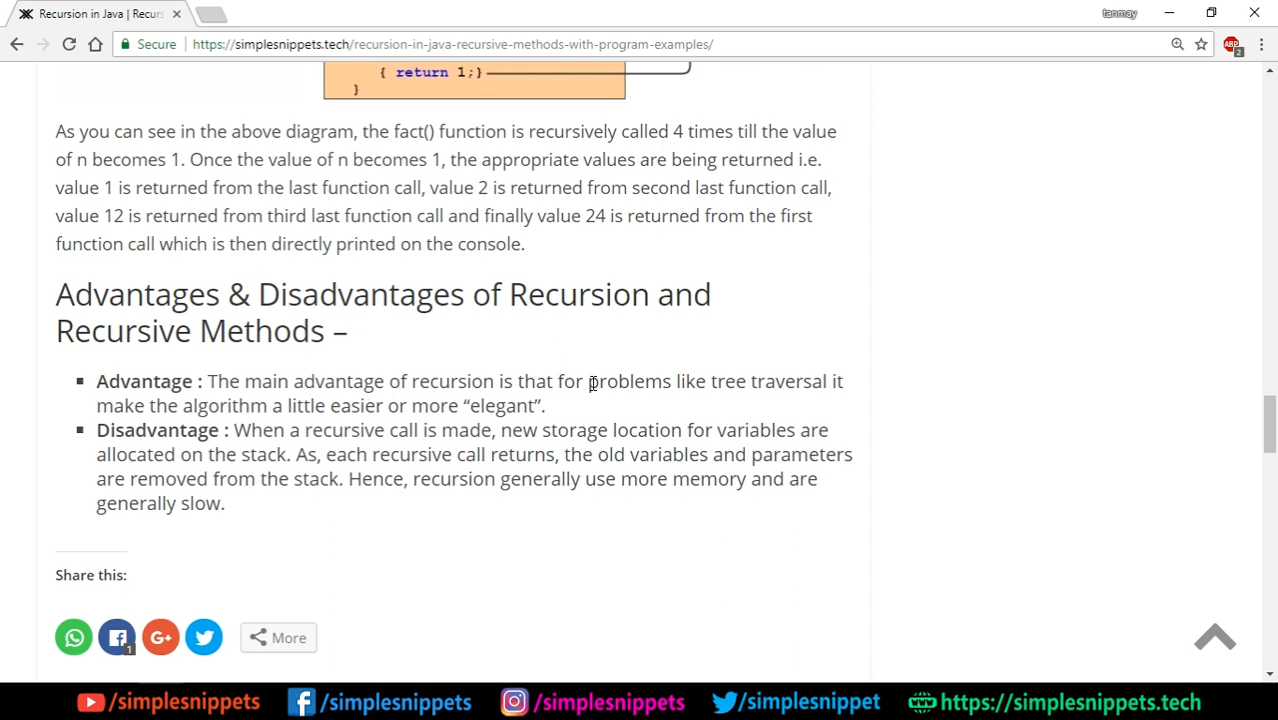 Recursion in Java | Recurs
tanmay
Secure https://simplesnippets.tech/recursion-in-java-recursive-methods-with-program-examples/
ABP
2
{ return 1;}
}
As you can see in the above diagram, the fact() function is recursively called 4 times till the value
of n becomes 1. Once the value of n becomes 1, the appropriate values are being returned i.e.
value 1 is returned from the last function call, value 2 is returned from second last function call,
value 12 is returned from third last function call and finally value 24 is returned from the first
function call which is then directly printed on the console.
Advantages & Disadvantages of Recursion and
Recursive Methods –
Advantage : The main advantage of recursion is that for problems like tree traversal it
make the algorithm a little easier or more “elegant”.
Disadvantage : When a recursive call is made, new storage location for variables are
allocated on the stack. As, each recursive call returns, the old variables and parameters
are removed from the stack. Hence, recursion generally use more memory and are
generally slow.
Share this:
1
G+
More
/simplesnippets /simplesnippets /simplesnippets /simplesnippet https://simplesnippets.tech